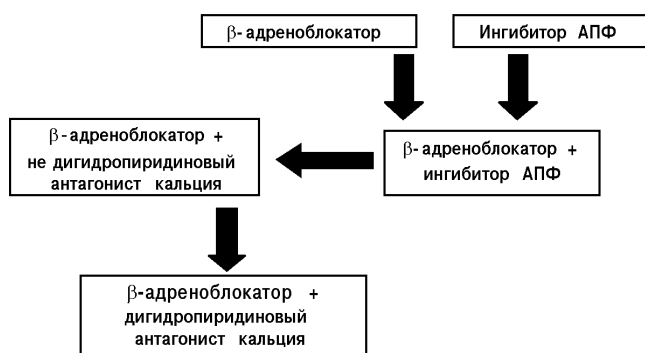 β-адреноблокатор
Ингибитор АПФ
β-адреноблокатор +
ингибитор АПФ
β-адреноблокатор +
не дигидропиридиновый
антагонист кальция
β-адреноблокатор +
дигидропиридиновый
антагонист кальция